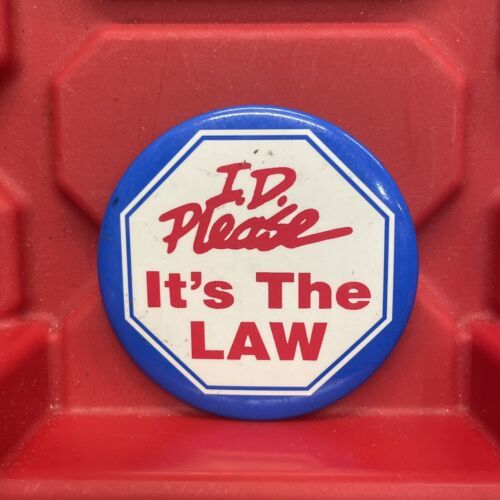 I.D.
Please
It's The
LAW